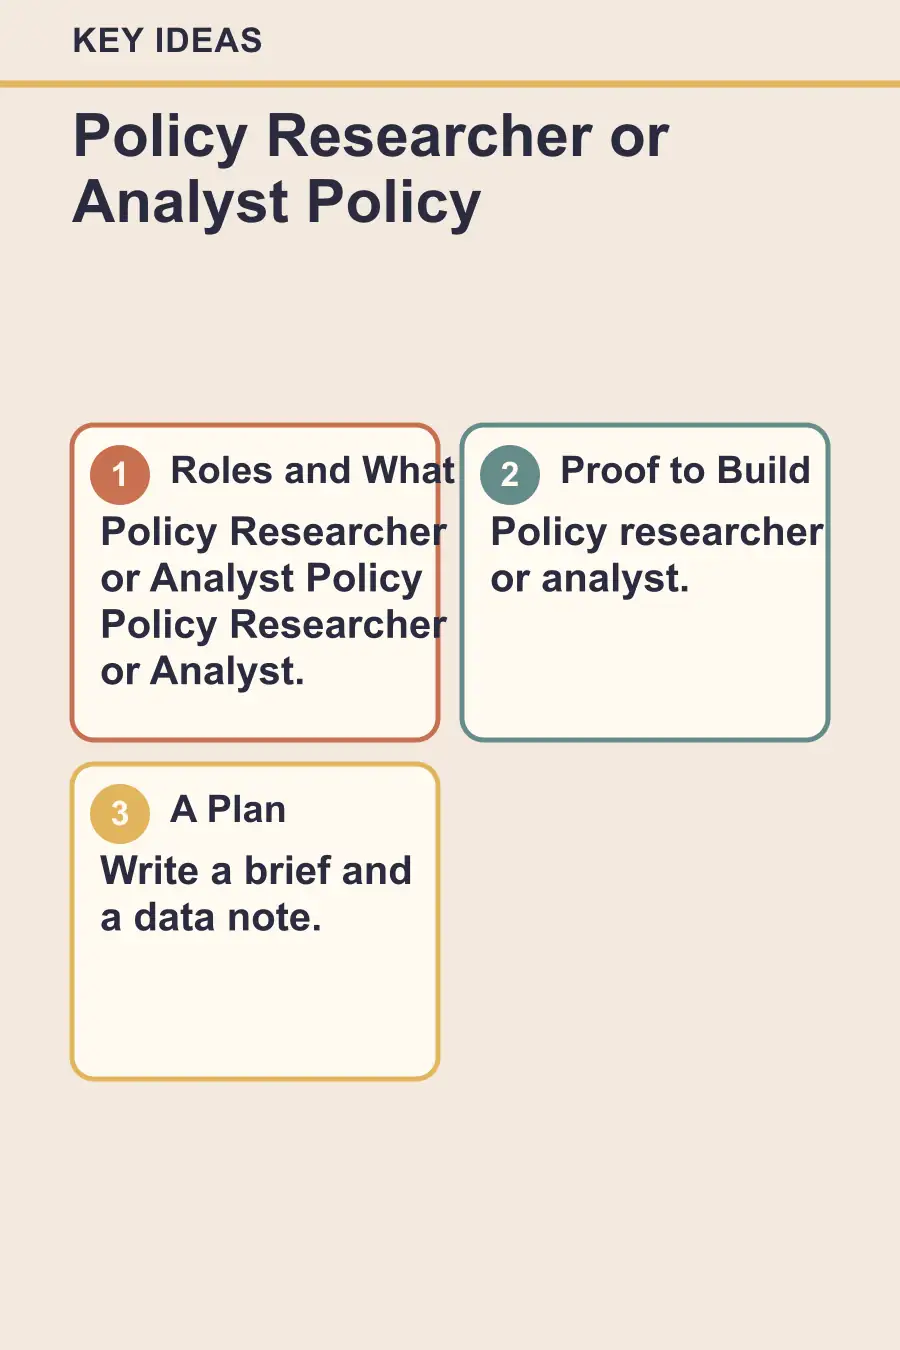 KEY IDEAS
Policy Researcher or
Analyst Policy
1
Roles and What
Policy Researcher
or Analyst Policy
Policy Researcher
or Analyst.
2
Proof to Build
Policy researcher
or analyst.
3
A Plan
Write a brief and
a data note.